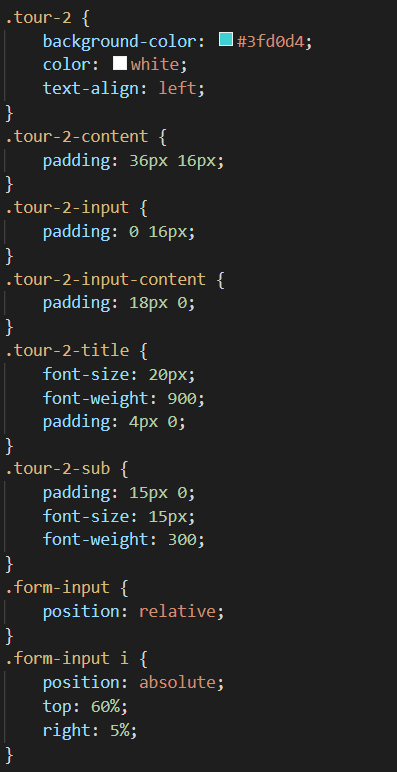 .tour-2 {
    background-color: #3fd0d4;
    color: white;
    text-align: left;
}
.tour-2-content {
    padding: 36px 16px;
}
.tour-2-input {
    padding: 0 16px;
}
.tour-2-input-content {
    padding: 18px 0;
}
.tour-2-title {
    font-size: 20px;
    font-weight: 900;
    padding: 4px 0;
}
.tour-2-sub {
    padding: 15px 0;
    font-size: 15px;
    font-weight: 300;
}
.form-input {
    position: relative;
}
.form-input i {
    position: absolute;
    top: 60%;
    right: 5%;
}